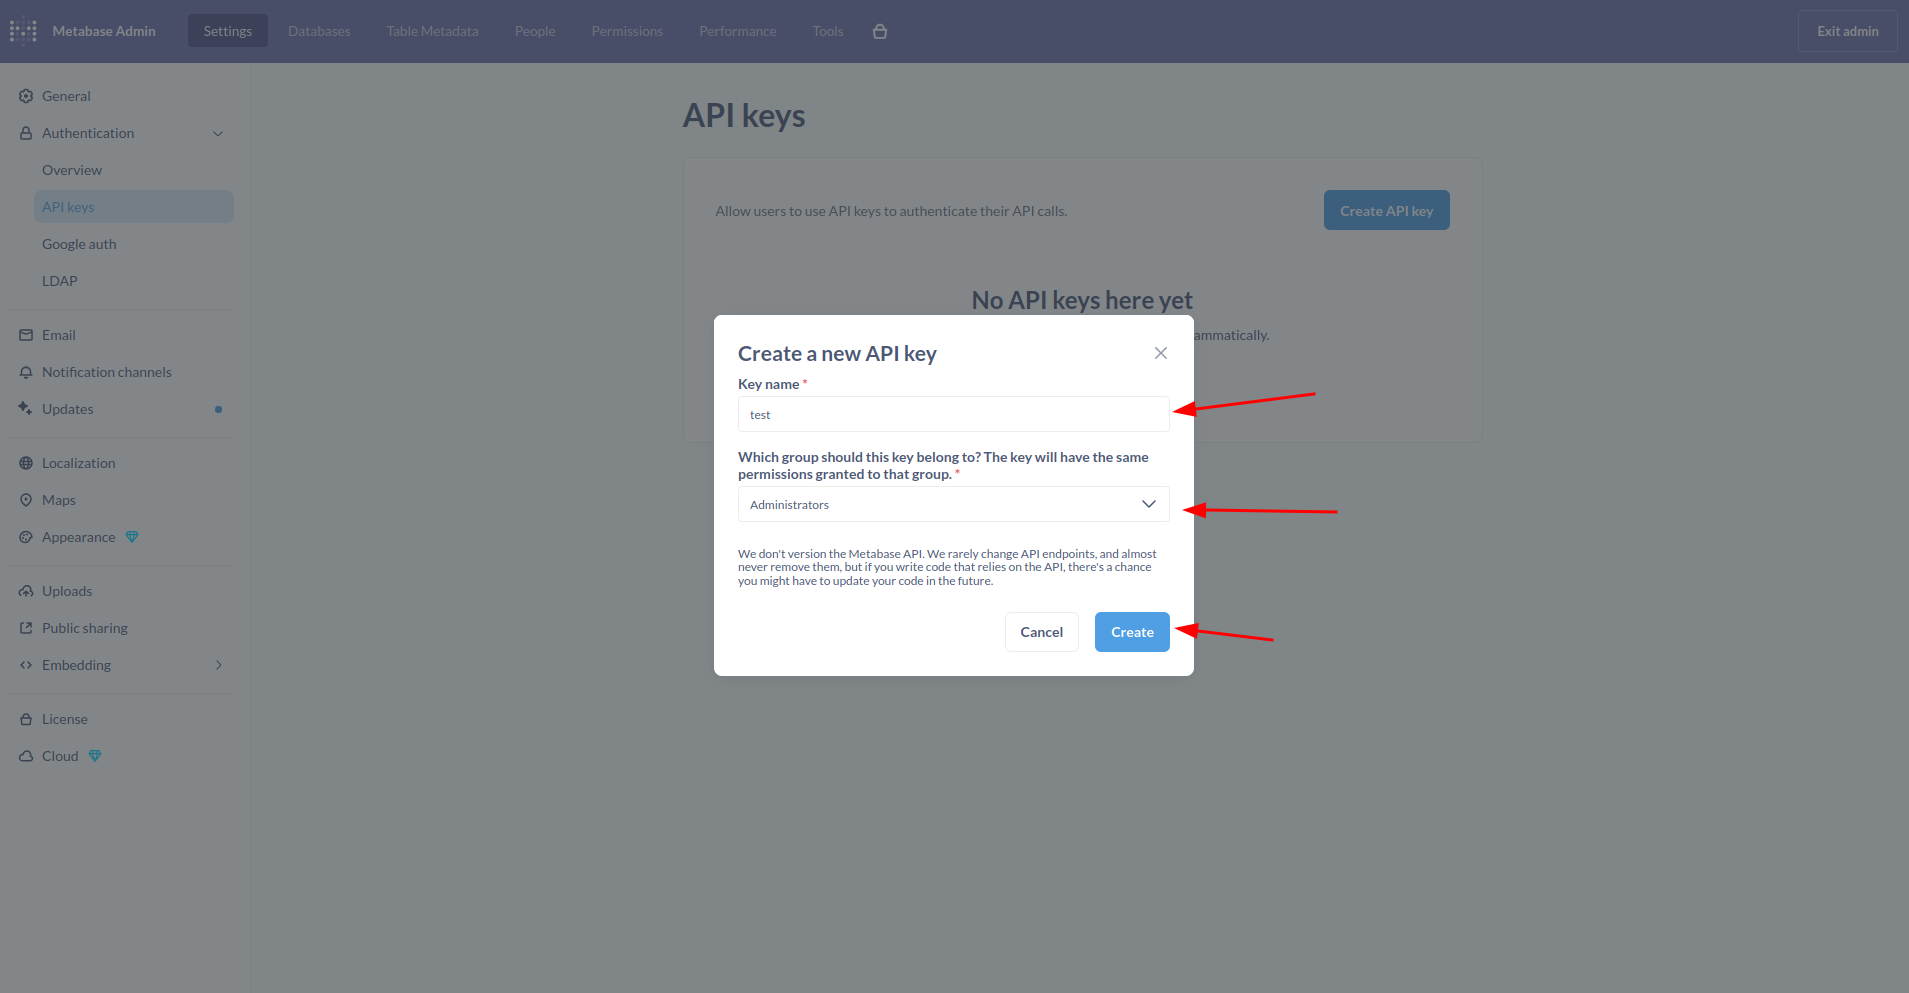 Metabase Admin
Settings
Databases
Table Metadata
People
Permissions
Performance
Tools
Exit admin
General
Authentication
Overview
API keys
Google auth
LDAP
Email
Notification channels
Updates
Localization
Maps
Appearance
Uploads
Public sharing
Embedding
License
Cloud
API keys
Allow users to use API keys to authenticate their API calls.
Create API key
No API keys here yet
ammatically.
Create a new API key
Key name *
test
Which group should this key belong to? The key will have the same
permissions granted to that group. *
Administrators
We don't version the Metabase API. We rarely change API endpoints, and almost
never remove them, but if you write code that relies on the API, there's a chance
you might have to update your code in the future.
Cancel
Create